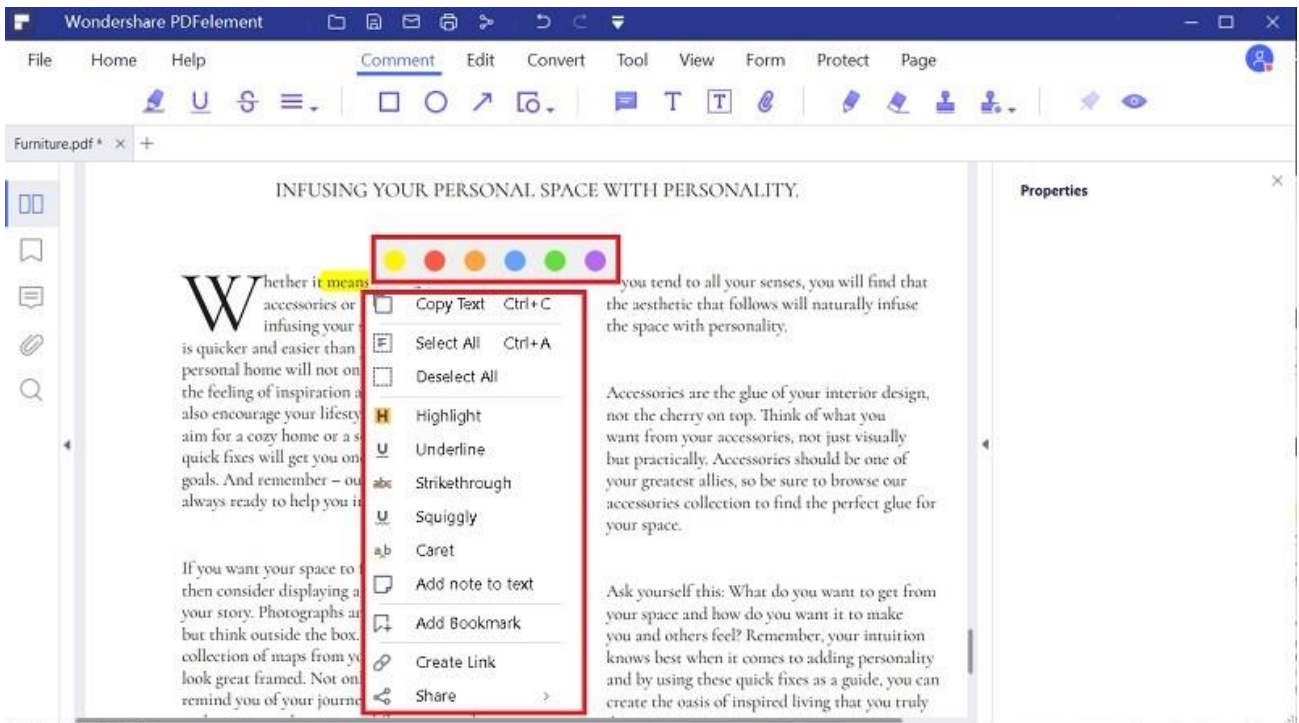 Wondershare PDFelement
File Home Help Comment Edit Convert Tool View Form Protect Page
Furniture.pdf *
INFUSING YOUR PERSONAL SPACE WITH PERSONALITY.
Whether it means
accessories or
infusing your
is quicker and easier than
personal home will not on
the feeling of inspiration a
also encourage your lifesty
aim for a cozy home or a s
quick fixes will get you on
goals. And remember – ou
always ready to help you i
If you want your space to
then consider displaying a
your story. Photographs a
but think outside the box.
collection of maps from yo
look great framed. Not on
remind you of your journe
Copy Text Ctrl+C
Select All Ctrl+A
Deselect All
H Highlight
U Underline
abc Strikethrough
U Squiggly
a‸b Caret
Add note to text
Add Bookmark
Create Link
Share
you tend to all your senses, you will find that
the aesthetic that follows will naturally infuse
the space with personality.
Accessories are the glue of your interior design,
not the cherry on top. Think of what you
want from your accessories, not just visually
but practically. Accessories should be one of
your greatest allies, so be sure to browse our
accessories collection to find the perfect glue for
your space.
Ask yourself this: What do you want to get from
your space and how do you want it to make
you and others feel? Remember, your intuition
knows best when it comes to adding personality
and by using these quick fixes as a guide, you can
create the oasis of inspired living that you truly
Properties